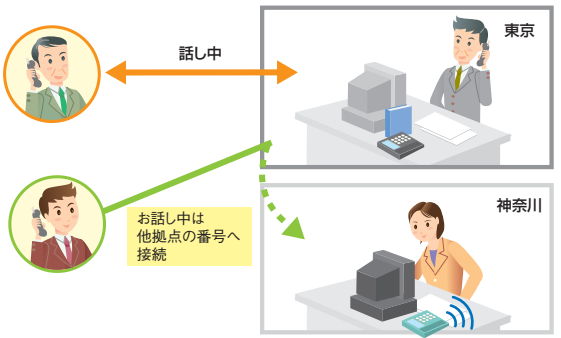 東京
話し中
神奈川
お話し中は
他拠点の番号へ
接続